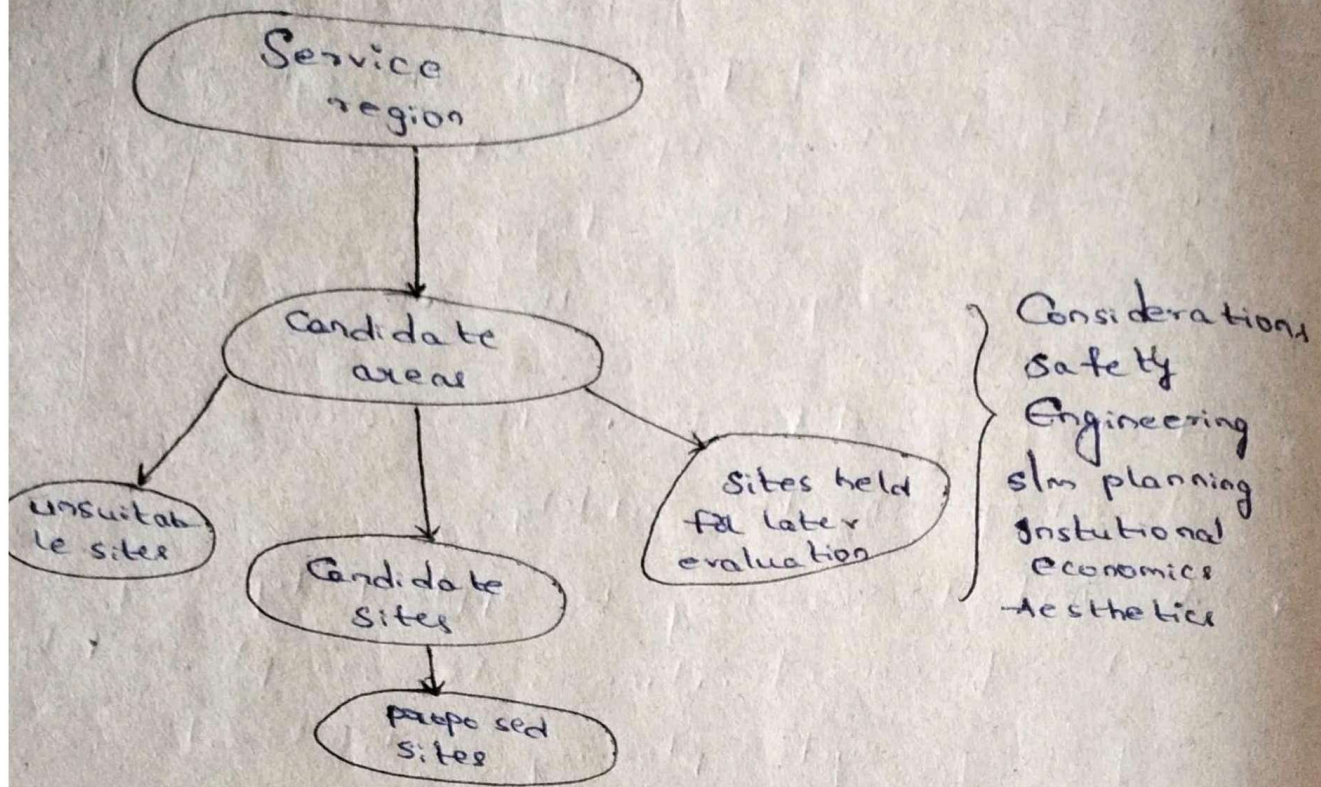 Service
region
Candidate
areas
unsuitab
le sites
Candidate
sites
Sites held
for later
evaluation
proposed
sites
Considerations
Safety
Engineering
s/m planning
Instutional
economics
Aesthetics